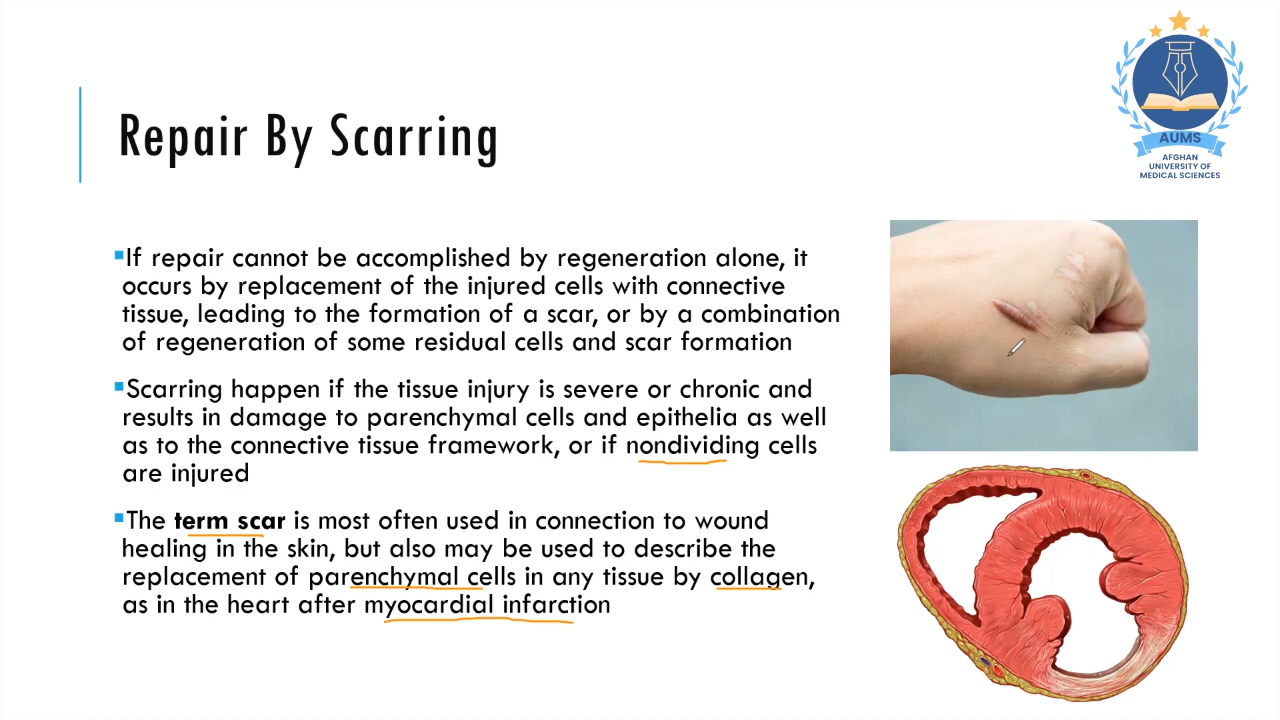 AUMS
AFGHAN
UNIVERSITY OF
MEDICAL SCIENCES
Repair By Scarring
▪If repair cannot be accomplished by regeneration alone, it
occurs by replacement of the injured cells with connective
tissue, leading to the formation of a scar, or by a combination
of regeneration of some residual cells and scar formation
▪Scarring happen if the tissue injury is severe or chronic and
results in damage to parenchymal cells and epithelia as well
as to the connective tissue framework, or if nondividing cells
are injured
▪The term scar is most often used in connection to wound
healing in the skin, but also may be used to describe the
replacement of parenchymal cells in any tissue by collagen,
as in the heart after myocardial infarction